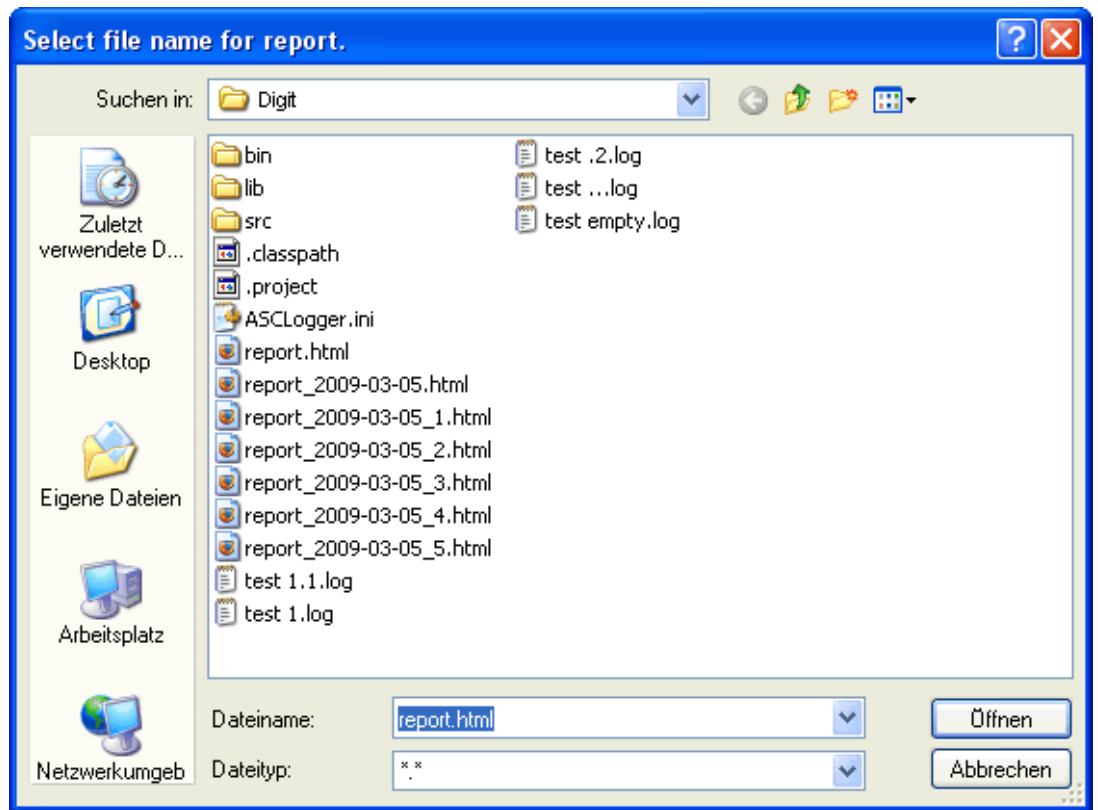 Select file name for report.
Suchen in:
Digit
Zuletzt
verwendete D...
Desktop
Eigene Dateien
Arbeitsplatz
Netzwerkumgeb
bin
lib
src
.classpath
.project
ASCLogger.ini
report.html
report_2009-03-05.html
report_2009-03-05_1.html
report_2009-03-05_2.html
report_2009-03-05_3.html
report_2009-03-05_4.html
report_2009-03-05_5.html
test 1.1.log
test 1.log
test .2.log
test ...log
test empty.log
Dateiname:
report.html
Öffnen
Dateityp:
*.*
Abbrechen